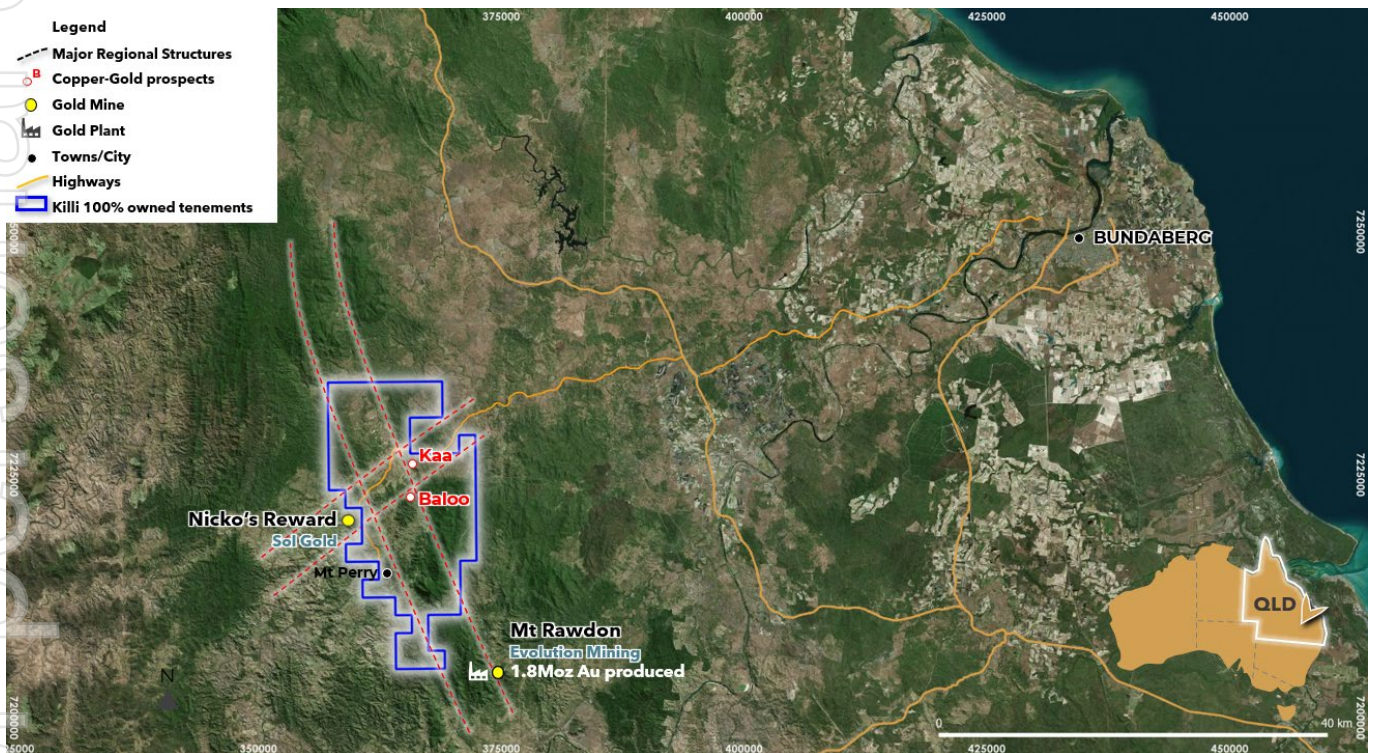 Legend
Major Regional Structures
B
Copper-Gold prospects
Gold Mine
Gold Plant
Towns/City
Highways
Killi 100% owned tenements
375000
400000
425000
450000
7250000
BUNDABERG
Kaa
Baloo
7225000
7225000
Nicko's Reward
Sol Gold
Mt Perry
Mt Rawdon
Evolution Mining
1.8Moz Au produced
QLD
N
7200000
7200000
0
40 km
350000
375000
400000
425000
450000